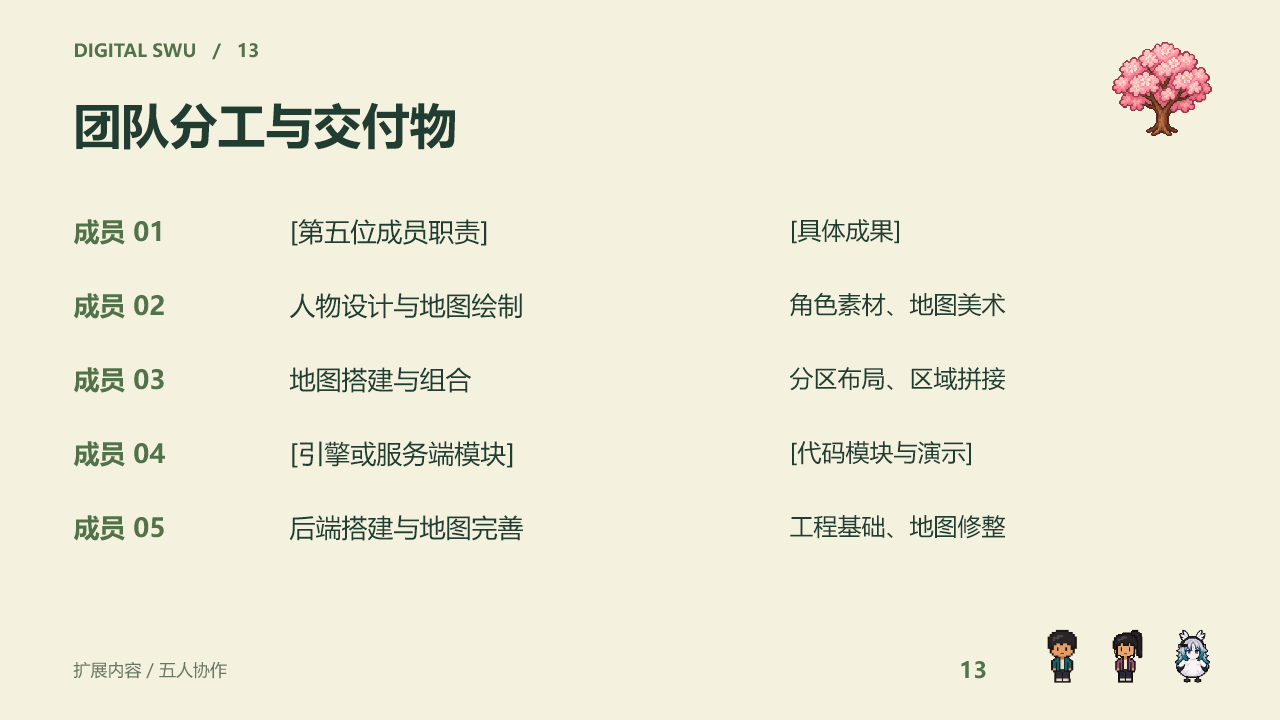 DIGITAL SWU / 13
团队分工与交付物
成员 01 [第五位成员职责] [具体成果]
成员 02 人物设计与地图绘制 角色素材、地图美术
成员 03 地图搭建与组合 分区布局、区域拼接
成员 04 [引擎或服务端模块] [代码模块与演示]
成员 05 后端搭建与地图完善 工程基础、地图修整
扩展内容 / 五人协作 13